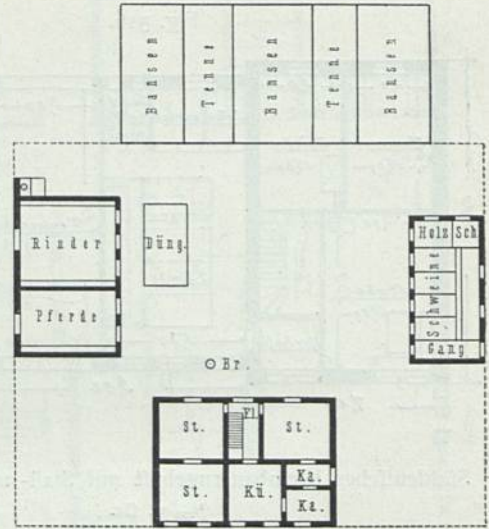 Bansen
Tenne
Bansen
Tenne
Bansen
Rinder
Düng.
Holz
Sch
Schweine
Pferde
Gang
Br.
St.
Fl
St.
St.
Kü.
Ka.
Ka.